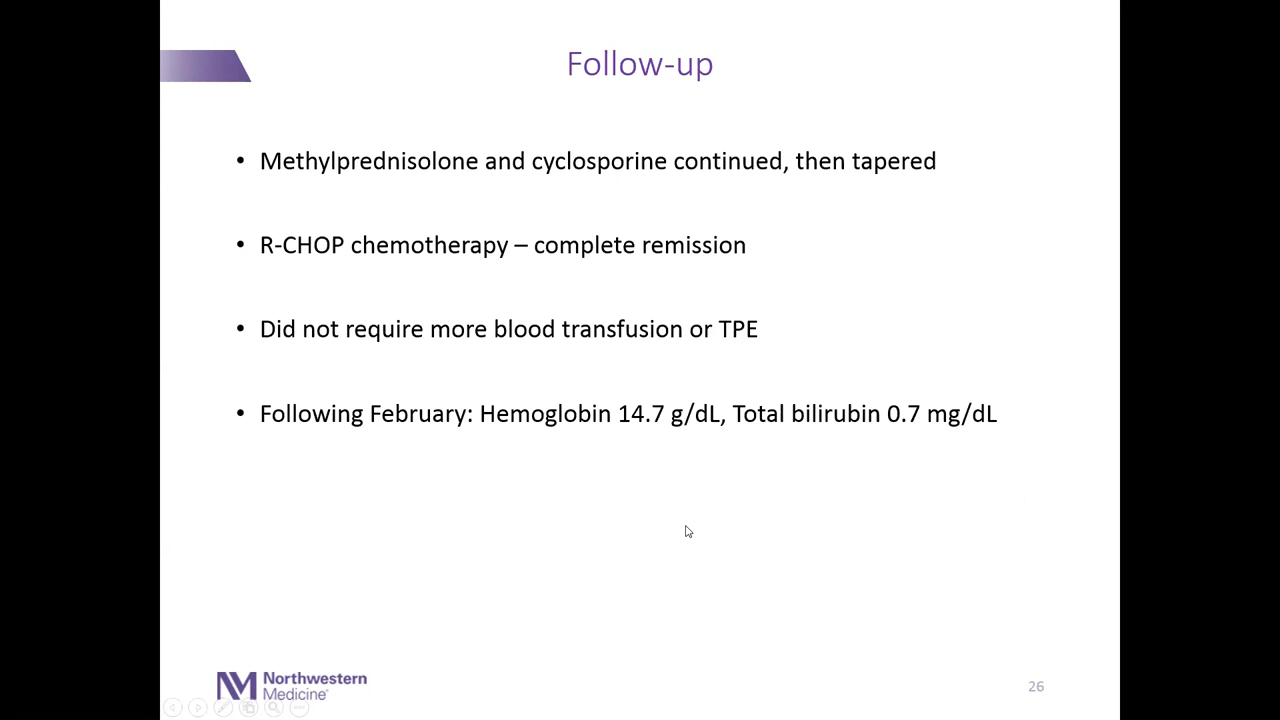 Follow-up
• Methylprednisolone and cyclosporine continued, then tapered
• R-CHOP chemotherapy – complete remission
• Did not require more blood transfusion or TPE
• Following February: Hemoglobin 14.7 g/dL, Total bilirubin 0.7 mg/dL
NM Northwestern
Medicine®
26